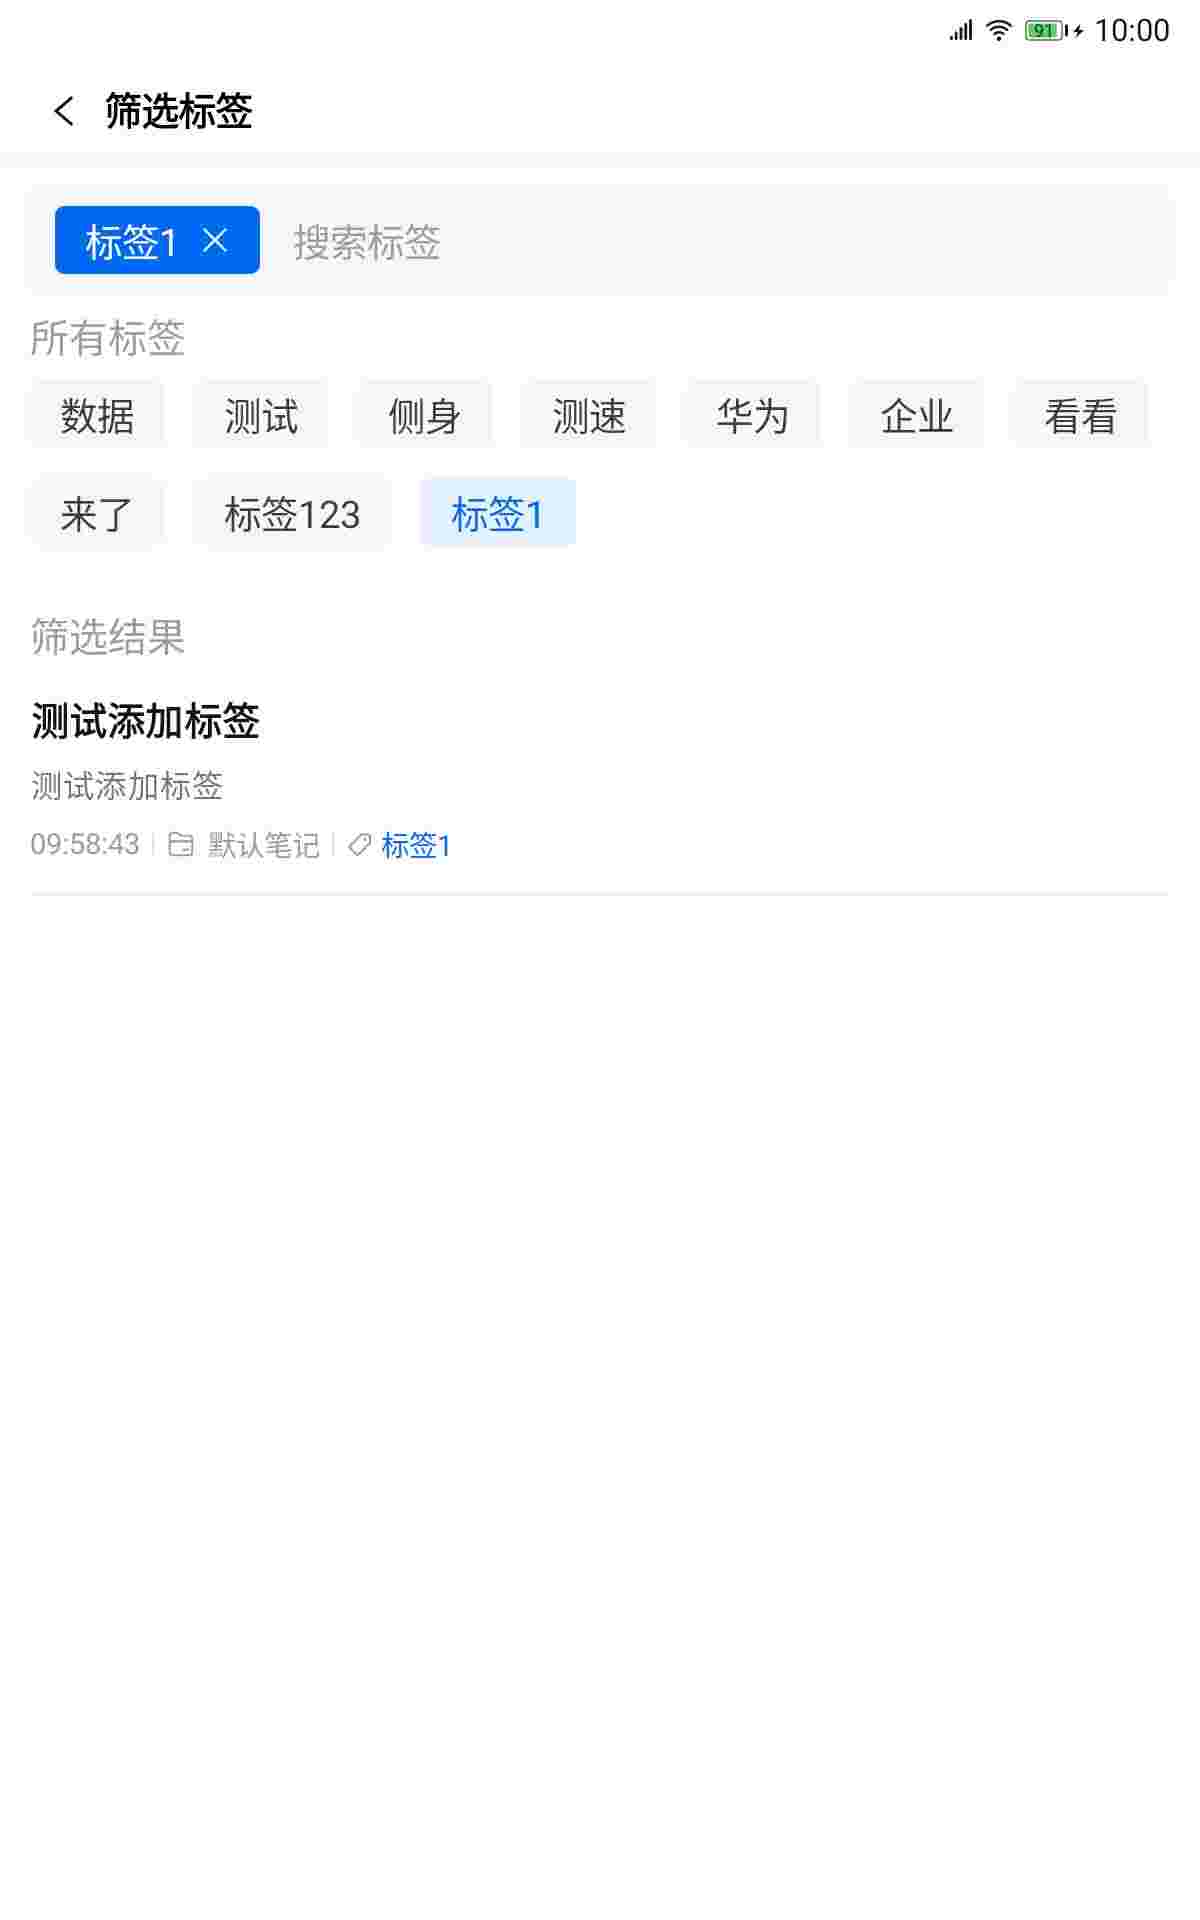 91 10:00
筛选标签
标签1 搜索标签
所有标签
数据 测试 侧身 测速 华为 企业 看看
来了 标签123 标签1
筛选结果
测试添加标签
测试添加标签
09:58:43 默认笔记 标签1